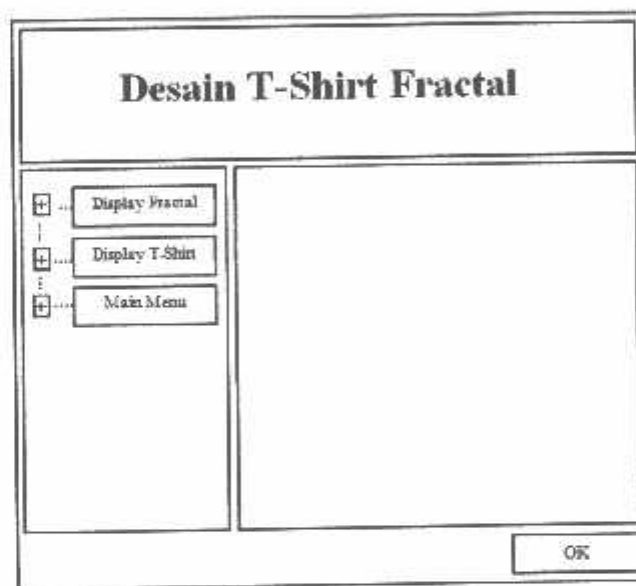 Desain T-Shirt Fractal
Display Fractal
Display T-Shirt
Main Menu
OK